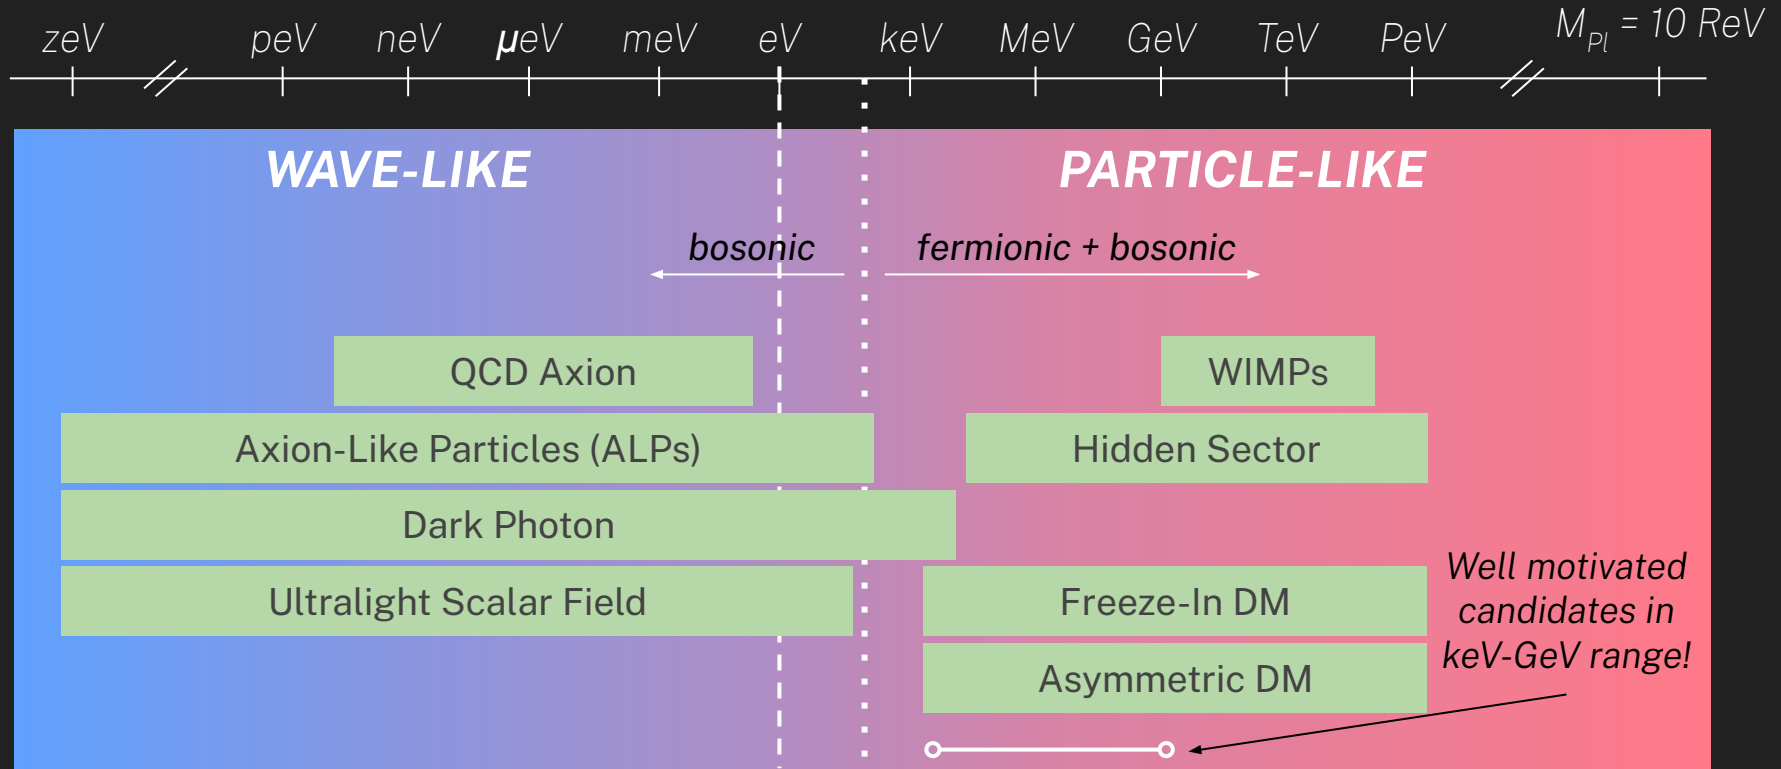 zeV peV neV μeV meV eV keV MeV GeV TeV PeV M_Pl = 10 ReV
WAVE-LIKE PARTICLE-LIKE
bosonic fermionic + bosonic
QCD Axion WIMPs
Axion-Like Particles (ALPs) Hidden Sector
Dark Photon
Ultralight Scalar Field Freeze-In DM
Asymmetric DM
Well motivated
candidates in
keV-GeV range!